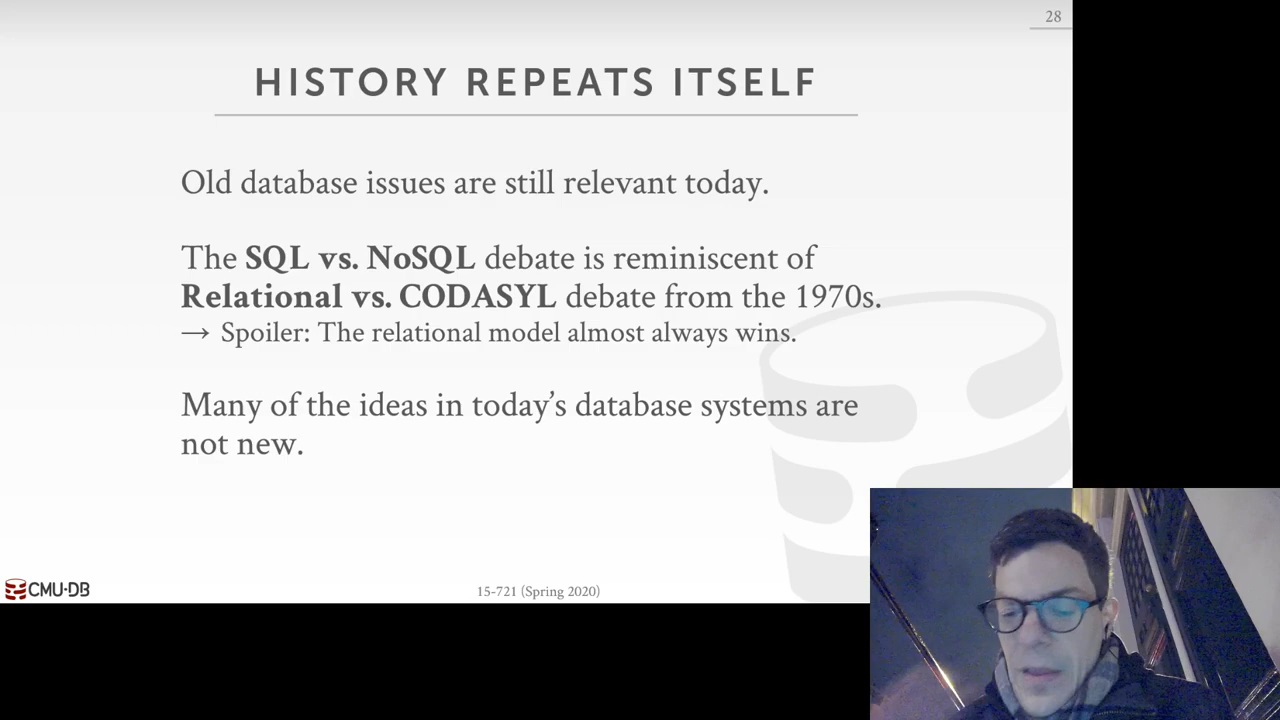 28
HISTORY REPEATS ITSELF
Old database issues are still relevant today.
The SQL vs. NoSQL debate is reminiscent of
Relational vs. CODASYL debate from the 1970s.
→ Spoiler: The relational model almost always wins.
Many of the ideas in today’s database systems are
not new.
CMU·DB
15-721 (Spring 2020)